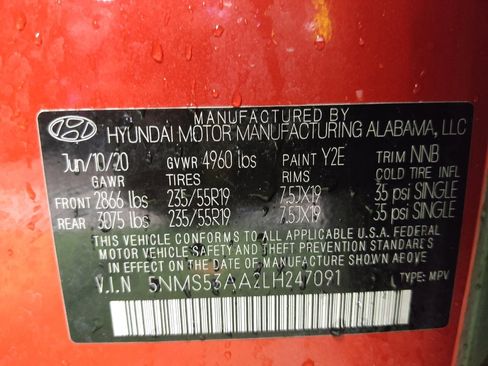 MANUFACTURED BY
HYUNDAI MOTOR MANUFACTURING ALABAMA, LLC
Jun/10/20 GVWR 4960 lbs PAINT Y2E TRIM NNB
GAWR TIRES RIMS COLD TIRE INFL
FRONT 2866 lbs 235/55R19 7.5JX19 35 psi SINGLE
REAR 3075 lbs 235/55R19 7.5JX19 35 psi SINGLE
THIS VEHICLE CONFORMS TO ALL APPLICABLE U.S.A. FEDERAL
MOTOR VEHICLE SAFETY AND BUMPER AND THEFT PREVENTION
STANDARDS IN EFFECT ON THE DATE OF MANUFACTURE SHOWN ABOVE.
V.I.N 5NMS53AA2LH247091 TYPE: MPV